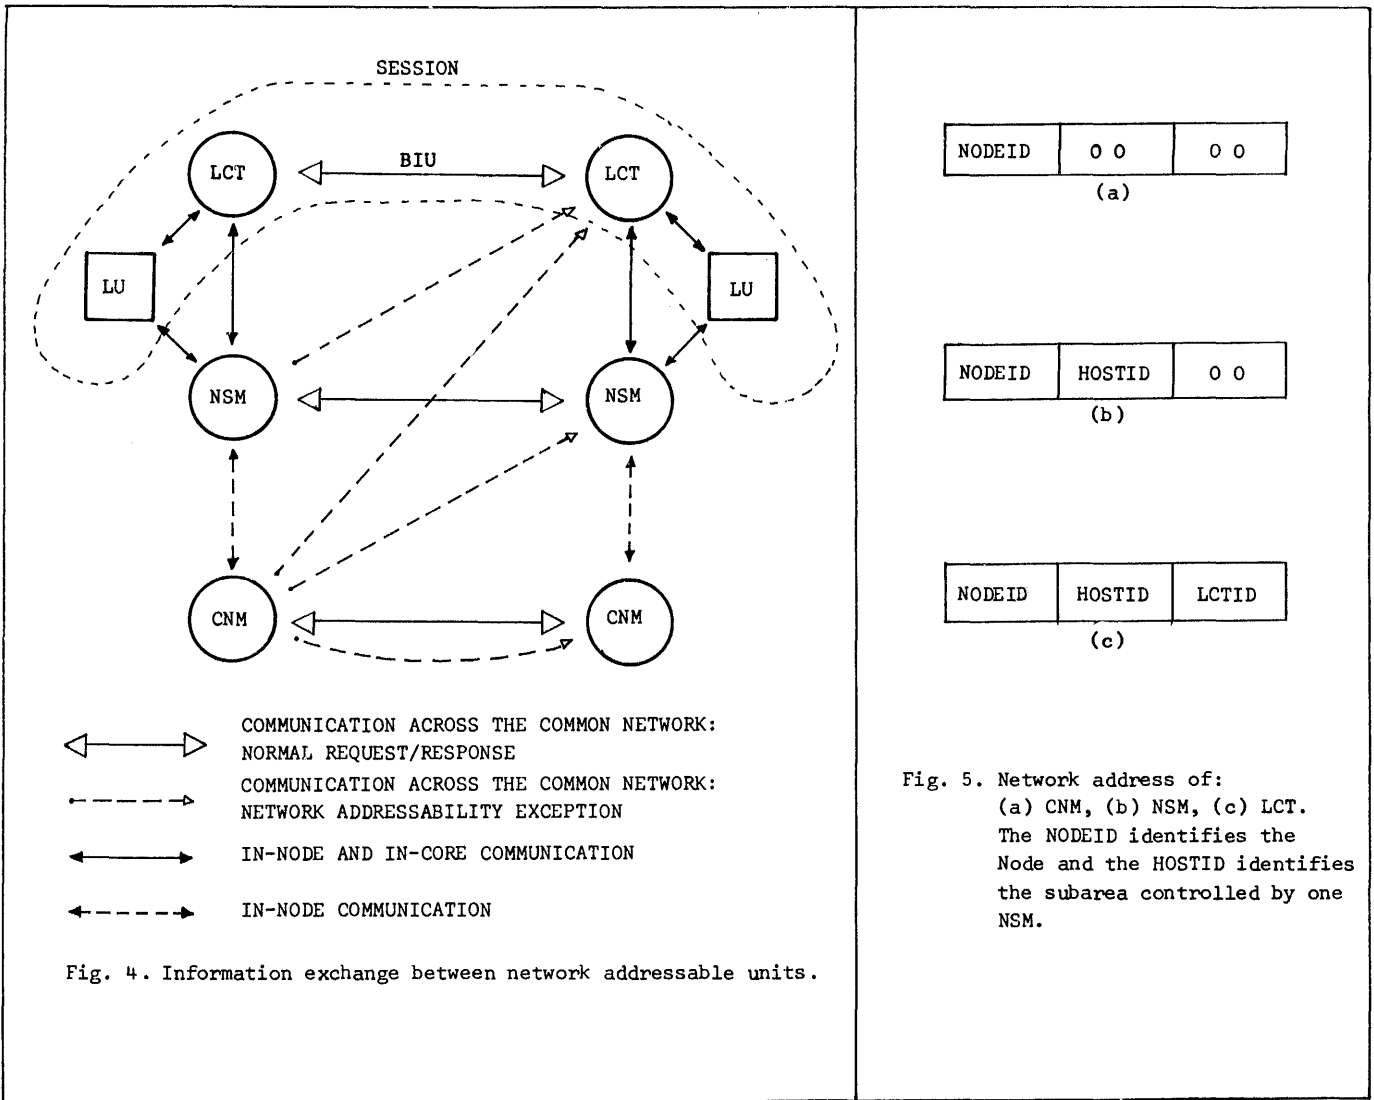 SESSION
LCT
BIU
LCT
LU
LU
NSM
NSM
CNM
CNM
COMMUNICATION ACROSS THE COMMON NETWORK:
NORMAL REQUEST/RESPONSE
COMMUNICATION ACROSS THE COMMON NETWORK:
NETWORK ADDRESSABILITY EXCEPTION
IN-NODE AND IN-CORE COMMUNICATION
IN-NODE COMMUNICATION
Fig. 4. Information exchange between network addressable units.
NODEID 0 0 0 0
(a)
NODEID HOSTID 0 0
(b)
NODEID HOSTID LCTID
(c)
Fig. 5. Network address of:
(a) CNM, (b) NSM, (c) LCT.
The NODEID identifies the
Node and the HOSTID identifies
the subarea controlled by one
NSM.